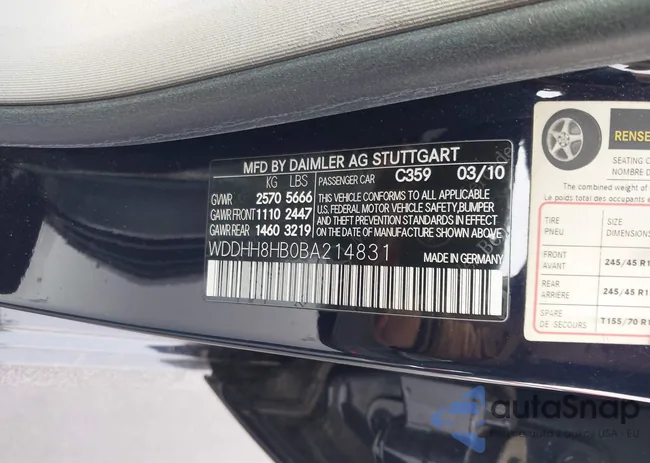 MFD BY DAIMLER AG STUTTGART
KG LBS PASSENGER CAR C359 03/10
GVWR 2570 5666
GAWR FRONT 1110 2447
GAWR REAR 1460 3219
THIS VEHICLE CONFORMS TO ALL APPLICABLE
U.S. FEDERAL MOTOR VEHICLE SAFETY, BUMPER
AND THEFT PREVENTION STANDARDS IN EFFECT
ON THE DATE OF MANUFACTURE SHOWN ABOVE.
WDDHH8HB0BA214831 MADE IN GERMANY
RENSE
SEATING C
NOMBRE D
The combined weight of
Le poids total des occupants e
TIRE
PNEU
SIZE
DIMENSION
FRONT
AVANT
245/45 R1
REAR
ARRIÈRE
245/45 R1
SPARE
DE SECOURS
T155/70 R1
autoSnap